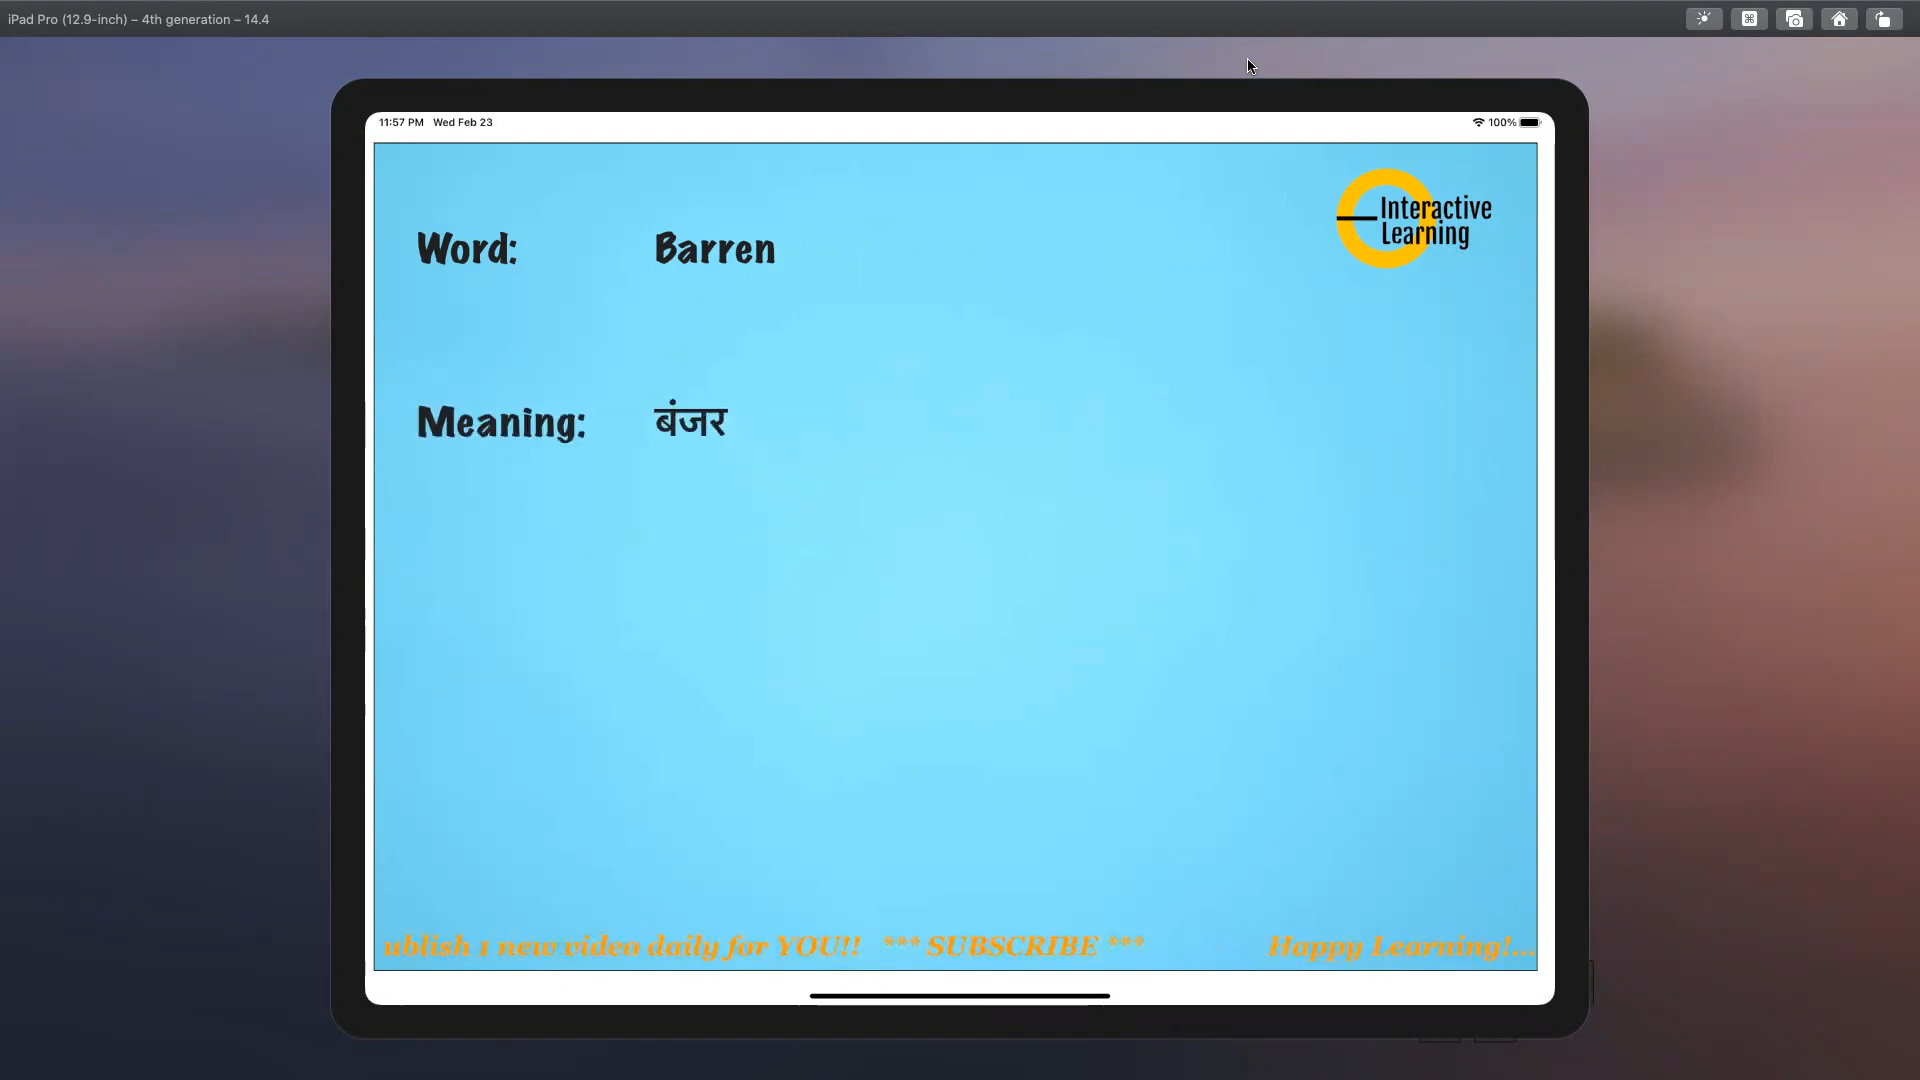 iPad Pro (12.9-inch) – 4th generation – 14.4
11:57 PM Wed Feb 23
100%
Interactive
Learning
Word: Barren
Meaning: बंजर
ublish 1 new video daily for YOU!! *** SUBSCRIBE *** Happy Learning!...